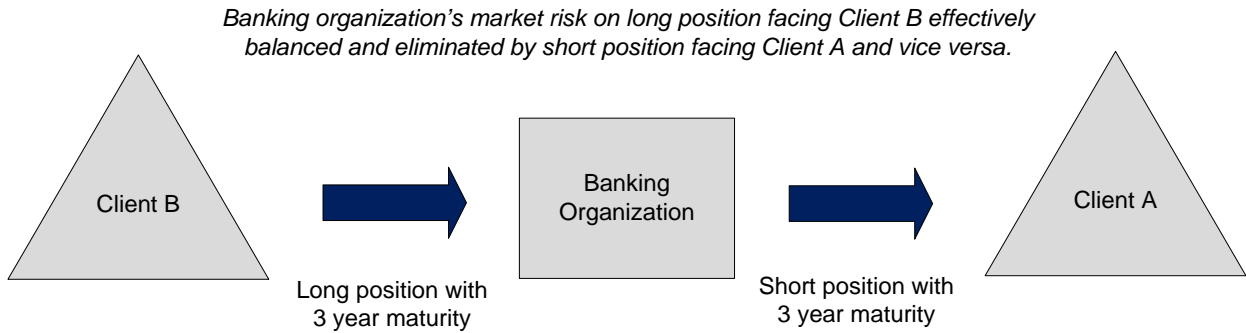 Banking organization’s market risk on long position facing Client B effectively
balanced and eliminated by short position facing Client A and vice versa.
Client B
Banking
Organization
Client A
Long position with
3 year maturity
Short position with
3 year maturity